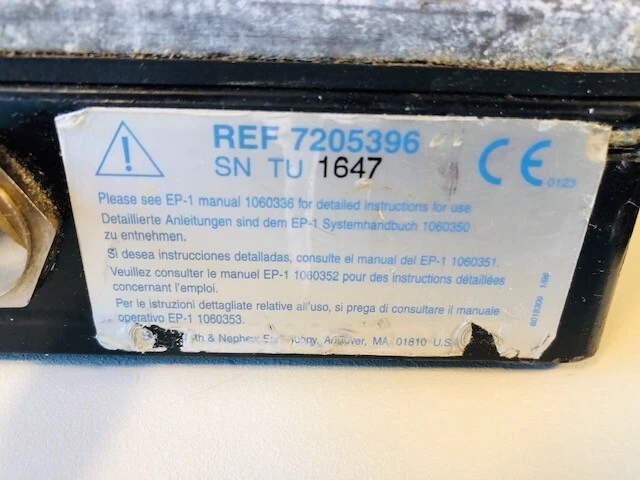 REF 7205396
SN TU 1647
CE 0123
Please see EP-1 manual 1060336 for detailed instructions for use.
Detaillierte Anleitungen sind dem EP-1 Systemhandbuch 1060350
zu entnehmen.
Si desea instrucciones detalladas, consulte el manual del EP-1 1060351.
Veuillez consulter le manuel EP-1 1060352 pour des instructions détaillées
concernant l'emploi.
Per le istruzioni dettagliate relative all'uso, si prega di consultare il manuale
operativo EP-1 1060353.
& Nephew Andover, MA 01810 U.S.